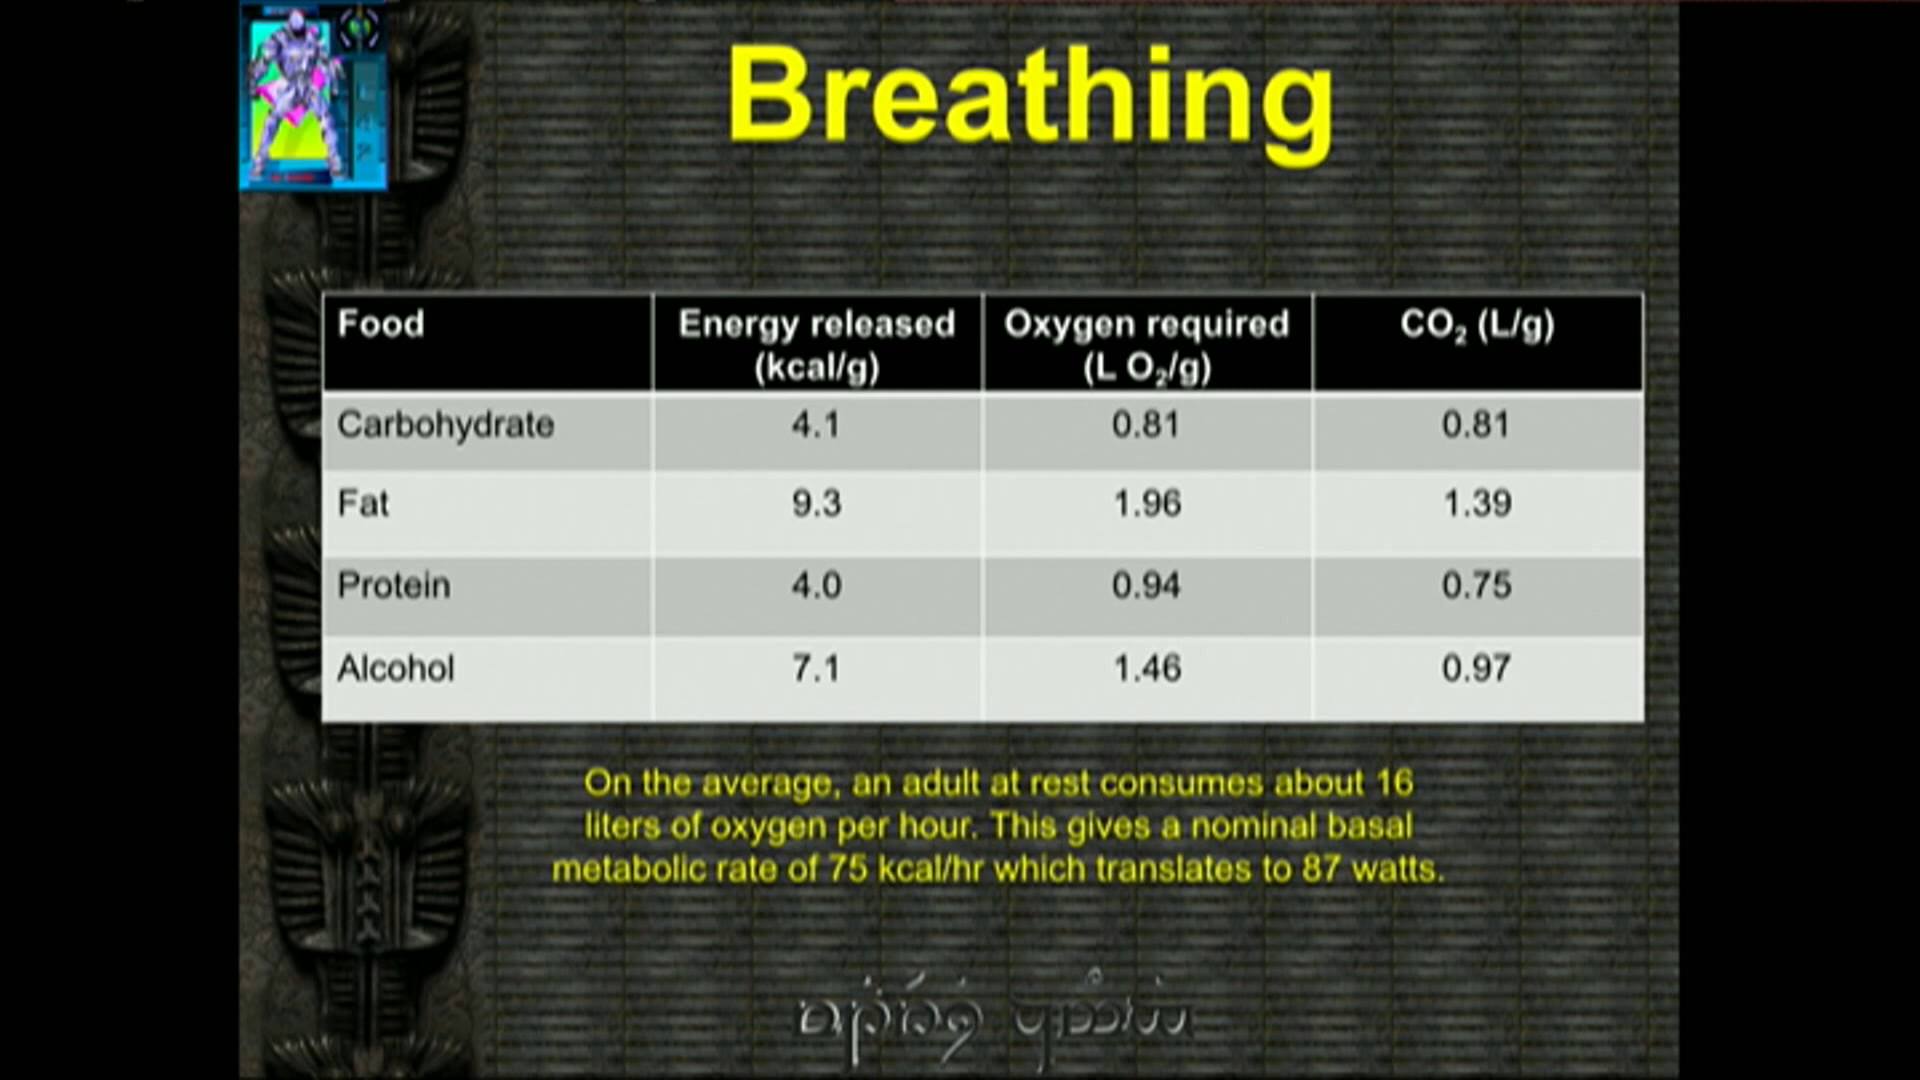 Breathing
Food Energy released (kcal/g) Oxygen required (L O₂/g) CO₂ (L/g)
Carbohydrate 4.1 0.81 0.81
Fat 9.3 1.96 1.39
Protein 4.0 0.94 0.75
Alcohol 7.1 1.46 0.97
On the average, an adult at rest consumes about 16
liters of oxygen per hour. This gives a nominal basal
metabolic rate of 75 kcal/hr which translates to 87 watts.